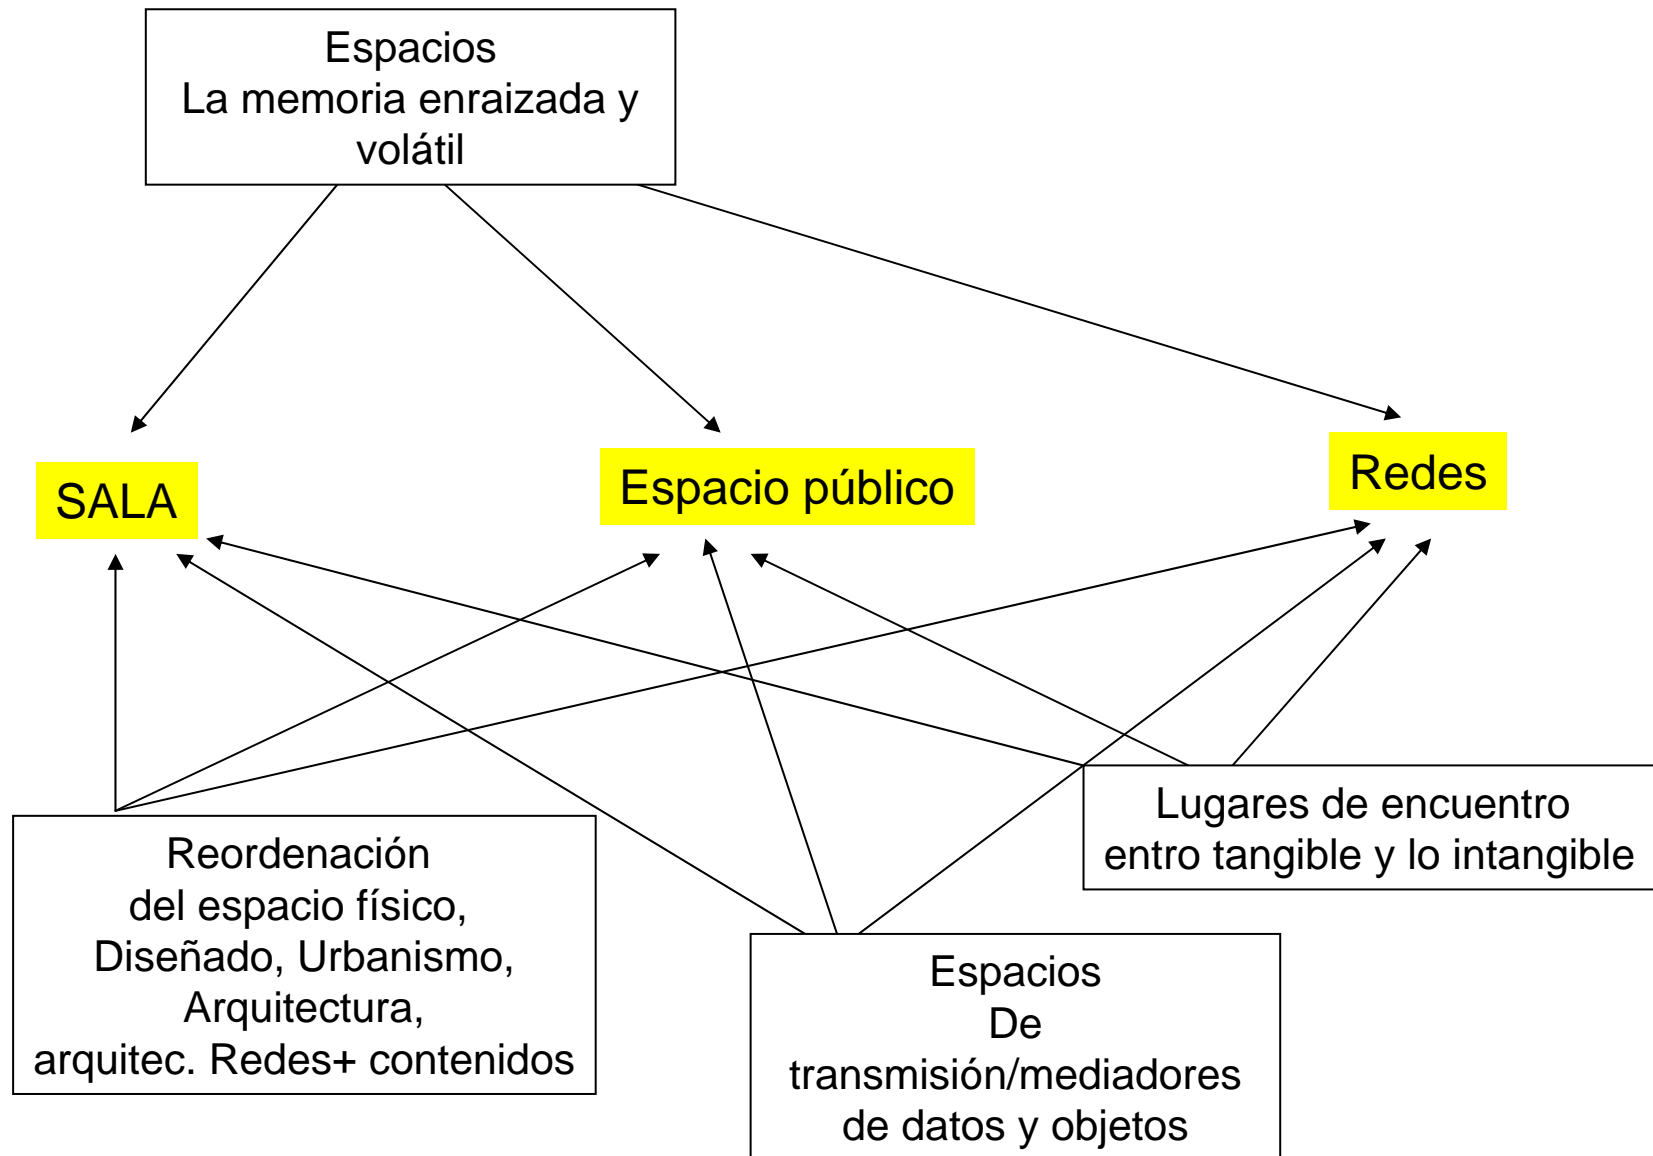 Espacios
La memoria enraizada y
volátil
SALA
Espacio público
Redes
Reordenación
del espacio físico,
Diseñado, Urbanismo,
Arquitectura,
arquitec. Redes+ contenidos
Espacios
De
transmisión/mediadores
de datos y objetos
Lugares de encuentro
entro tangible y lo intangible